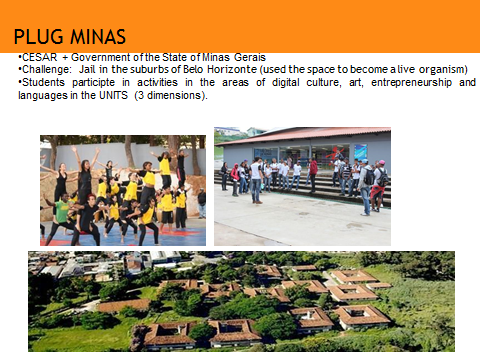 PLUG MINAS
•CESAR + Government of the State of Minas Gerais
•Challenge: Jail in the suburbs of Belo Horizonte (used the space to become a live organism)
•Students participte in activities in the areas of digital culture, art, entrepreneurship and
languages in the UNITS (3 dimensions).